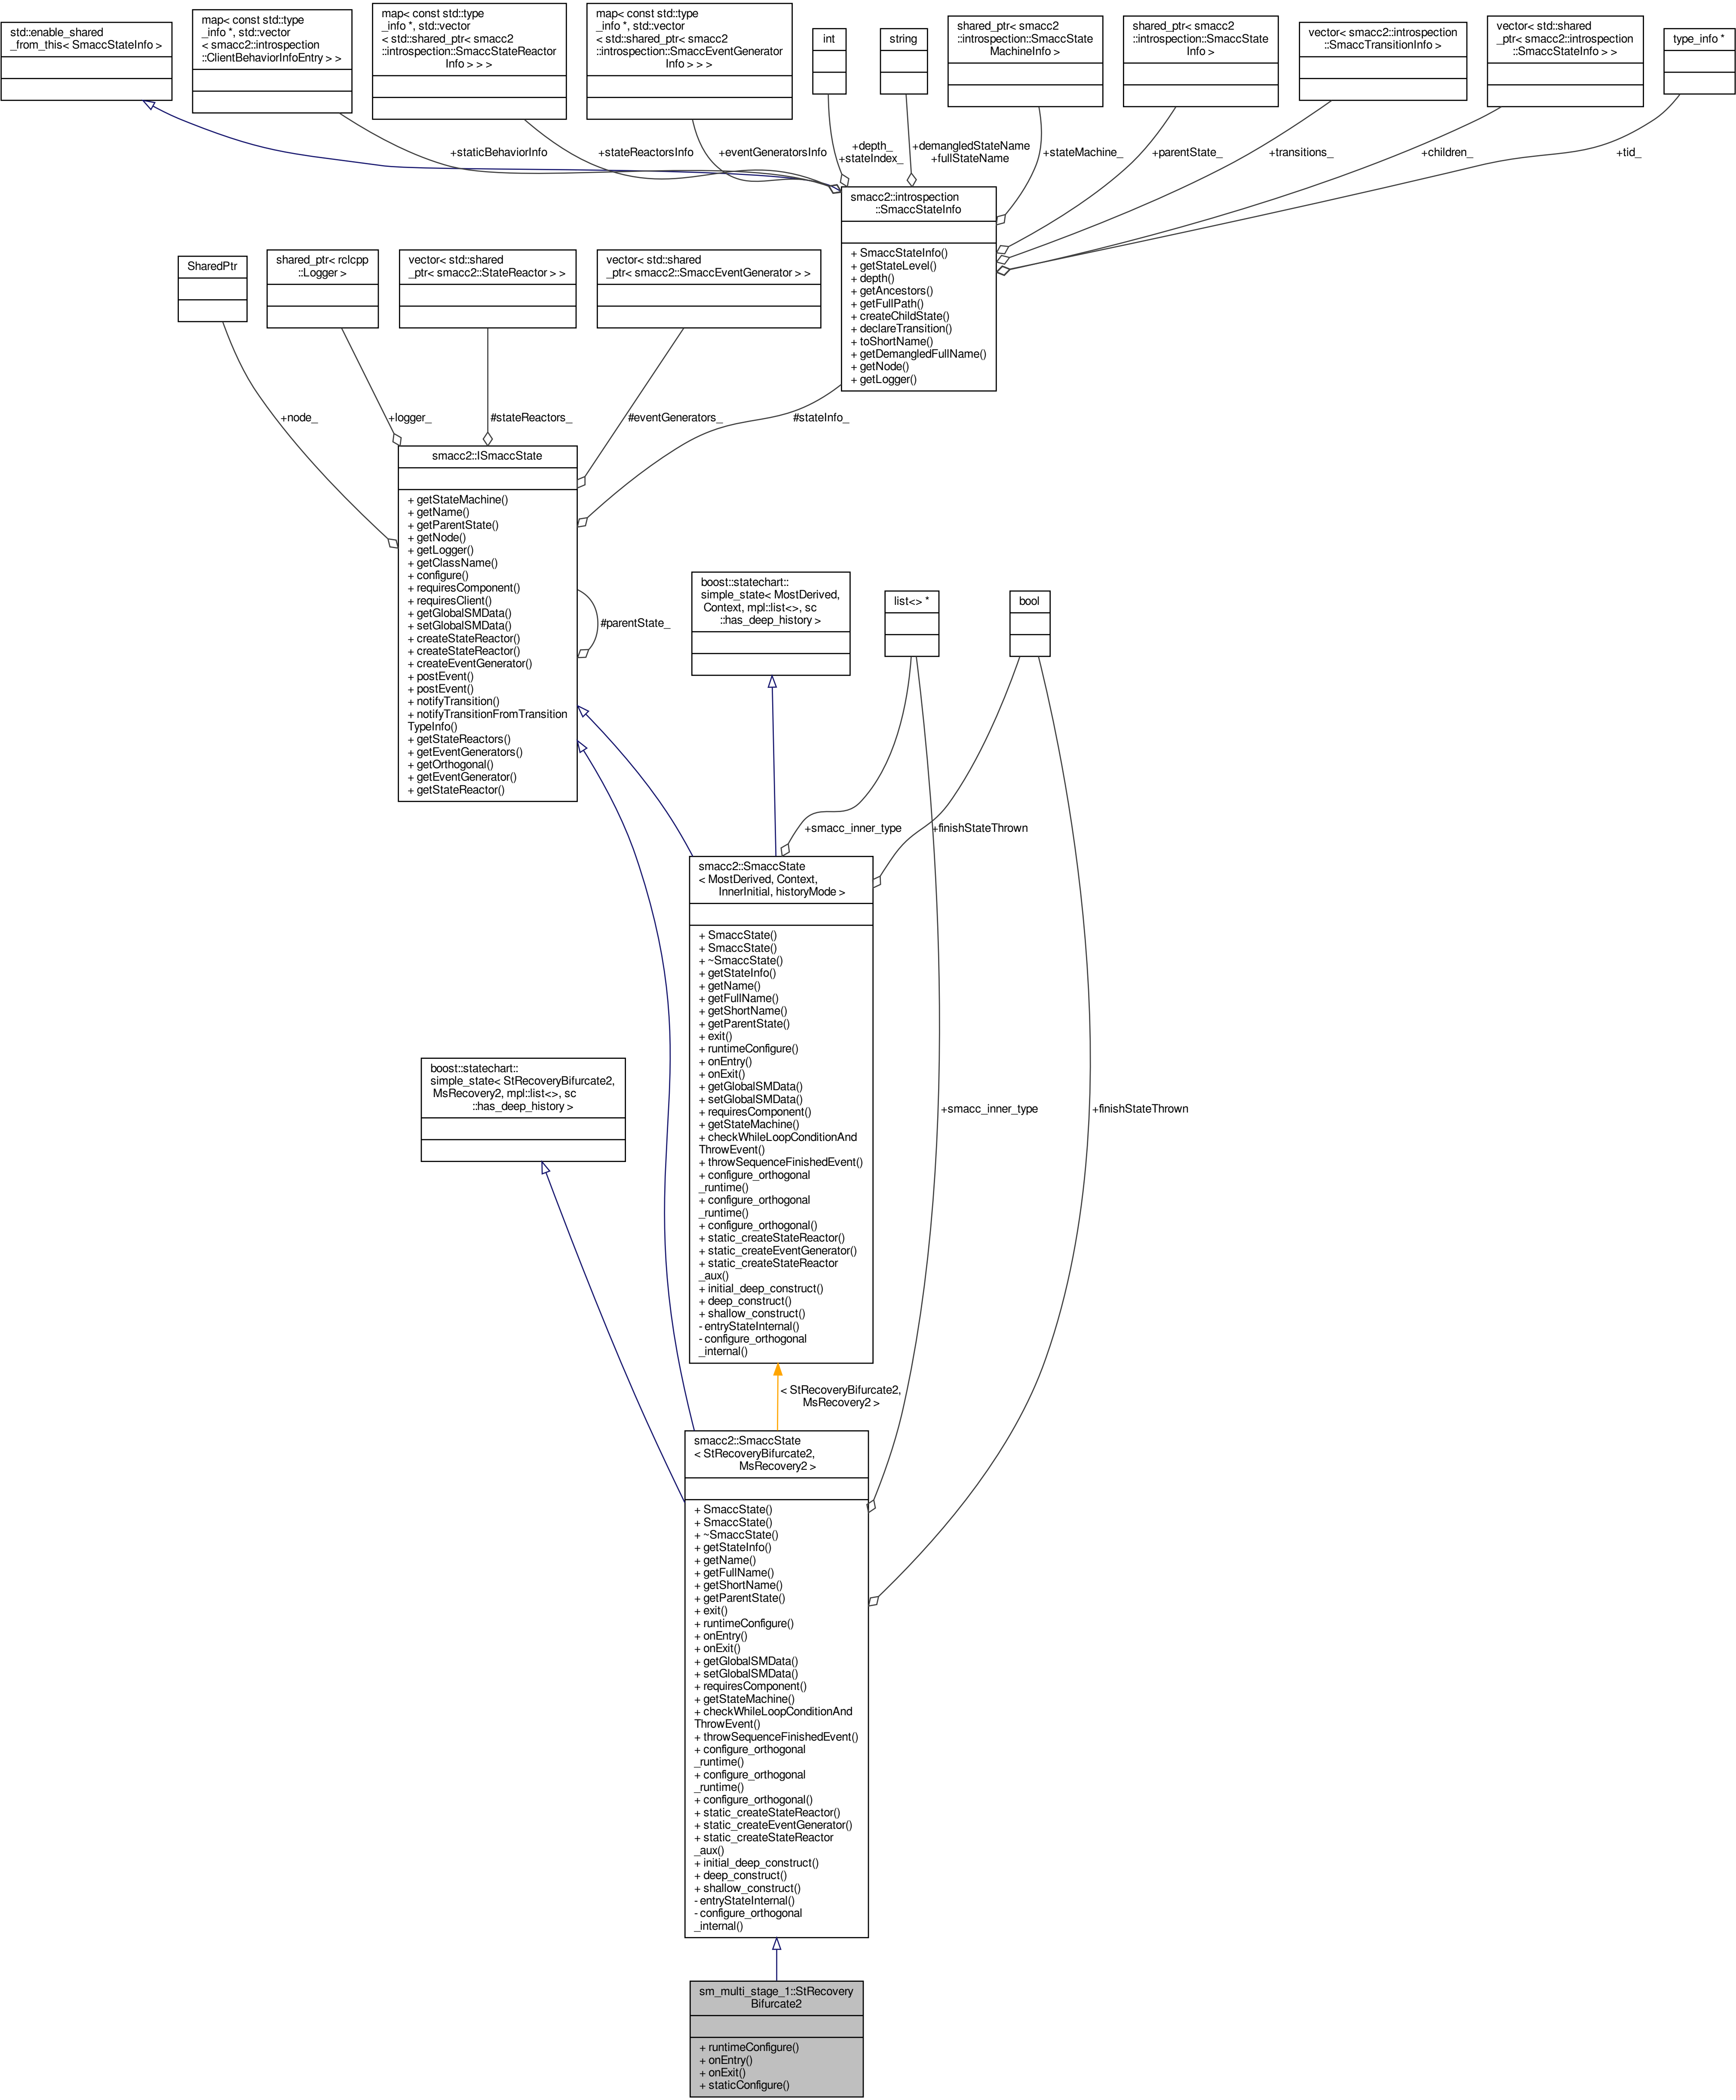 std::enable_shared
_from_this< SmaccStateInfo >
map< const std::type
_info *, std::vector
< smacc2::introspection
::ClientBehaviorInfoEntry > >
map< const std::type
_info *, std::vector
< std::shared_ptr< smacc2
::introspection::SmaccStateReactor
Info > > >
map< const std::type
_info *, std::vector
< std::shared_ptr< smacc2
::introspection::SmaccEventGenerator
Info > > >
int
string
shared_ptr< smacc2
::introspection::SmaccState
MachineInfo >
shared_ptr< smacc2
::introspection::SmaccState
Info >
vector< smacc2::introspection
::SmaccTransitionInfo >
vector< std::shared
_ptr< smacc2::introspection
::SmaccStateInfo > >
type_info *
+staticBehaviorInfo
+stateReactorsInfo
+eventGeneratorsInfo
+depth_
+stateIndex_
+demangledStateName
+fullStateName
+stateMachine_
+parentState_
+transitions_
+children_
+tid_
smacc2::introspection
::SmaccStateInfo
+ SmaccStateInfo()
+ getStateLevel()
+ depth()
+ getAncestors()
+ getFullPath()
+ createChildState()
+ declareTransition()
+ toShortName()
+ getDemangledFullName()
+ getNode()
+ getLogger()
SharedPtr
shared_ptr< rclcpp
::Logger >
vector< std::shared
_ptr< smacc2::StateReactor > >
vector< std::shared
_ptr< smacc2::SmaccEventGenerator > >
+node_
+logger_
#stateReactors_
#eventGenerators_
#stateInfo_
smacc2::ISmaccState
+ getStateMachine()
+ getName()
+ getParentState()
+ getNode()
+ getLogger()
+ getClassName()
+ configure()
+ requiresComponent()
+ requiresClient()
+ getGlobalSMData()
+ setGlobalSMData()
+ createStateReactor()
+ createStateReactor()
+ createEventGenerator()
+ postEvent()
+ postEvent()
+ notifyTransition()
+ notifyTransitionFromTransition
TypeInfo()
+ getStateReactors()
+ getEventGenerators()
+ getOrthogonal()
+ getEventGenerator()
+ getStateReactor()
#parentState_
boost::statechart::
simple_state< MostDerived,
Context, mpl::list<>, sc
::has_deep_history >
list<> *
bool
+smacc_inner_type
+finishStateThrown
smacc2::SmaccState
< MostDerived, Context,
InnerInitial, historyMode >
+ SmaccState()
+ SmaccState()
+ ~SmaccState()
+ getStateInfo()
+ getName()
+ getFullName()
+ getShortName()
+ getParentState()
+ exit()
+ runtimeConfigure()
+ onEntry()
+ onExit()
+ getGlobalSMData()
+ setGlobalSMData()
+ requiresComponent()
+ getStateMachine()
+ checkWhileLoopConditionAnd
ThrowEvent()
+ throwSequenceFinishedEvent()
+ configure_orthogonal
_runtime()
+ configure_orthogonal
_runtime()
+ configure_orthogonal()
+ static_createStateReactor()
+ static_createEventGenerator()
+ static_createStateReactor
_aux()
+ initial_deep_construct()
+ deep_construct()
+ shallow_construct()
- entryStateInternal()
- configure_orthogonal
_internal()
boost::statechart::
simple_state< StRecoveryBifurcate2,
MsRecovery2, mpl::list<>, sc
::has_deep_history >
+smacc_inner_type
+finishStateThrown
< StRecoveryBifurcate2,
MsRecovery2 >
smacc2::SmaccState
< StRecoveryBifurcate2,
MsRecovery2 >
+ SmaccState()
+ SmaccState()
+ ~SmaccState()
+ getStateInfo()
+ getName()
+ getFullName()
+ getShortName()
+ getParentState()
+ exit()
+ runtimeConfigure()
+ onEntry()
+ onExit()
+ getGlobalSMData()
+ setGlobalSMData()
+ requiresComponent()
+ getStateMachine()
+ checkWhileLoopConditionAnd
ThrowEvent()
+ throwSequenceFinishedEvent()
+ configure_orthogonal
_runtime()
+ configure_orthogonal
_runtime()
+ configure_orthogonal()
+ static_createStateReactor()
+ static_createEventGenerator()
+ static_createStateReactor
_aux()
+ initial_deep_construct()
+ deep_construct()
+ shallow_construct()
- entryStateInternal()
- configure_orthogonal
_internal()
sm_multi_stage_1::StRecovery
Bifurcate2
+ runtimeConfigure()
+ onEntry()
+ onExit()
+ staticConfigure()